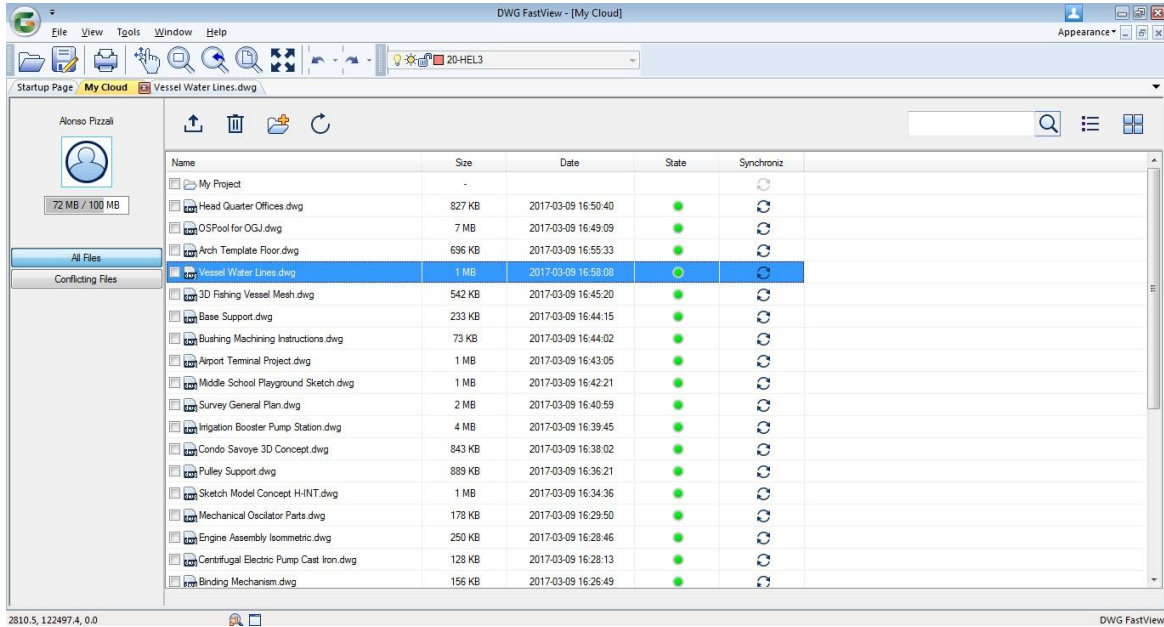 DWG FastView - [My Cloud]
File View Tools Window Help
Appearance
20-HEL3
Startup Page My Cloud Vessel Water Lines.dwg
Alonso Pizzali
72 MB / 100 MB
All Files
Conflicting Files
Name Size Date State Synchroniz
My Project -
Head Quarter Offices.dwg 827 KB 2017-03-09 16:50:40
OSPool for OGJ.dwg 7 MB 2017-03-09 16:49:09
Arch Template Floor.dwg 696 KB 2017-03-09 16:55:33
Vessel Water Lines.dwg 1 MB 2017-03-09 16:58:08
3D Fishing Vessel Mesh.dwg 542 KB 2017-03-09 16:45:20
Base Support.dwg 233 KB 2017-03-09 16:44:15
Bushing Machining Instructions.dwg 73 KB 2017-03-09 16:44:02
Airport Terminal Project.dwg 1 MB 2017-03-09 16:43:05
Middle School Playground Sketch.dwg 1 MB 2017-03-09 16:42:21
Survey General Plan.dwg 2 MB 2017-03-09 16:40:59
Irrigation Booster Pump Station.dwg 4 MB 2017-03-09 16:39:45
Condo Savoye 3D Concept.dwg 843 KB 2017-03-09 16:38:02
Pulley Support.dwg 889 KB 2017-03-09 16:36:21
Sketch Model Concept H-INT.dwg 1 MB 2017-03-09 16:34:36
Mechanical Oscilator Parts.dwg 178 KB 2017-03-09 16:29:50
Engine Assembly Isommetric.dwg 250 KB 2017-03-09 16:28:46
Centrifugal Electric Pump Cast Iron.dwg 128 KB 2017-03-09 16:28:13
Binding Mechanism.dwg 156 KB 2017-03-09 16:26:49
2810.5, 122497.4, 0.0 DWG FastView